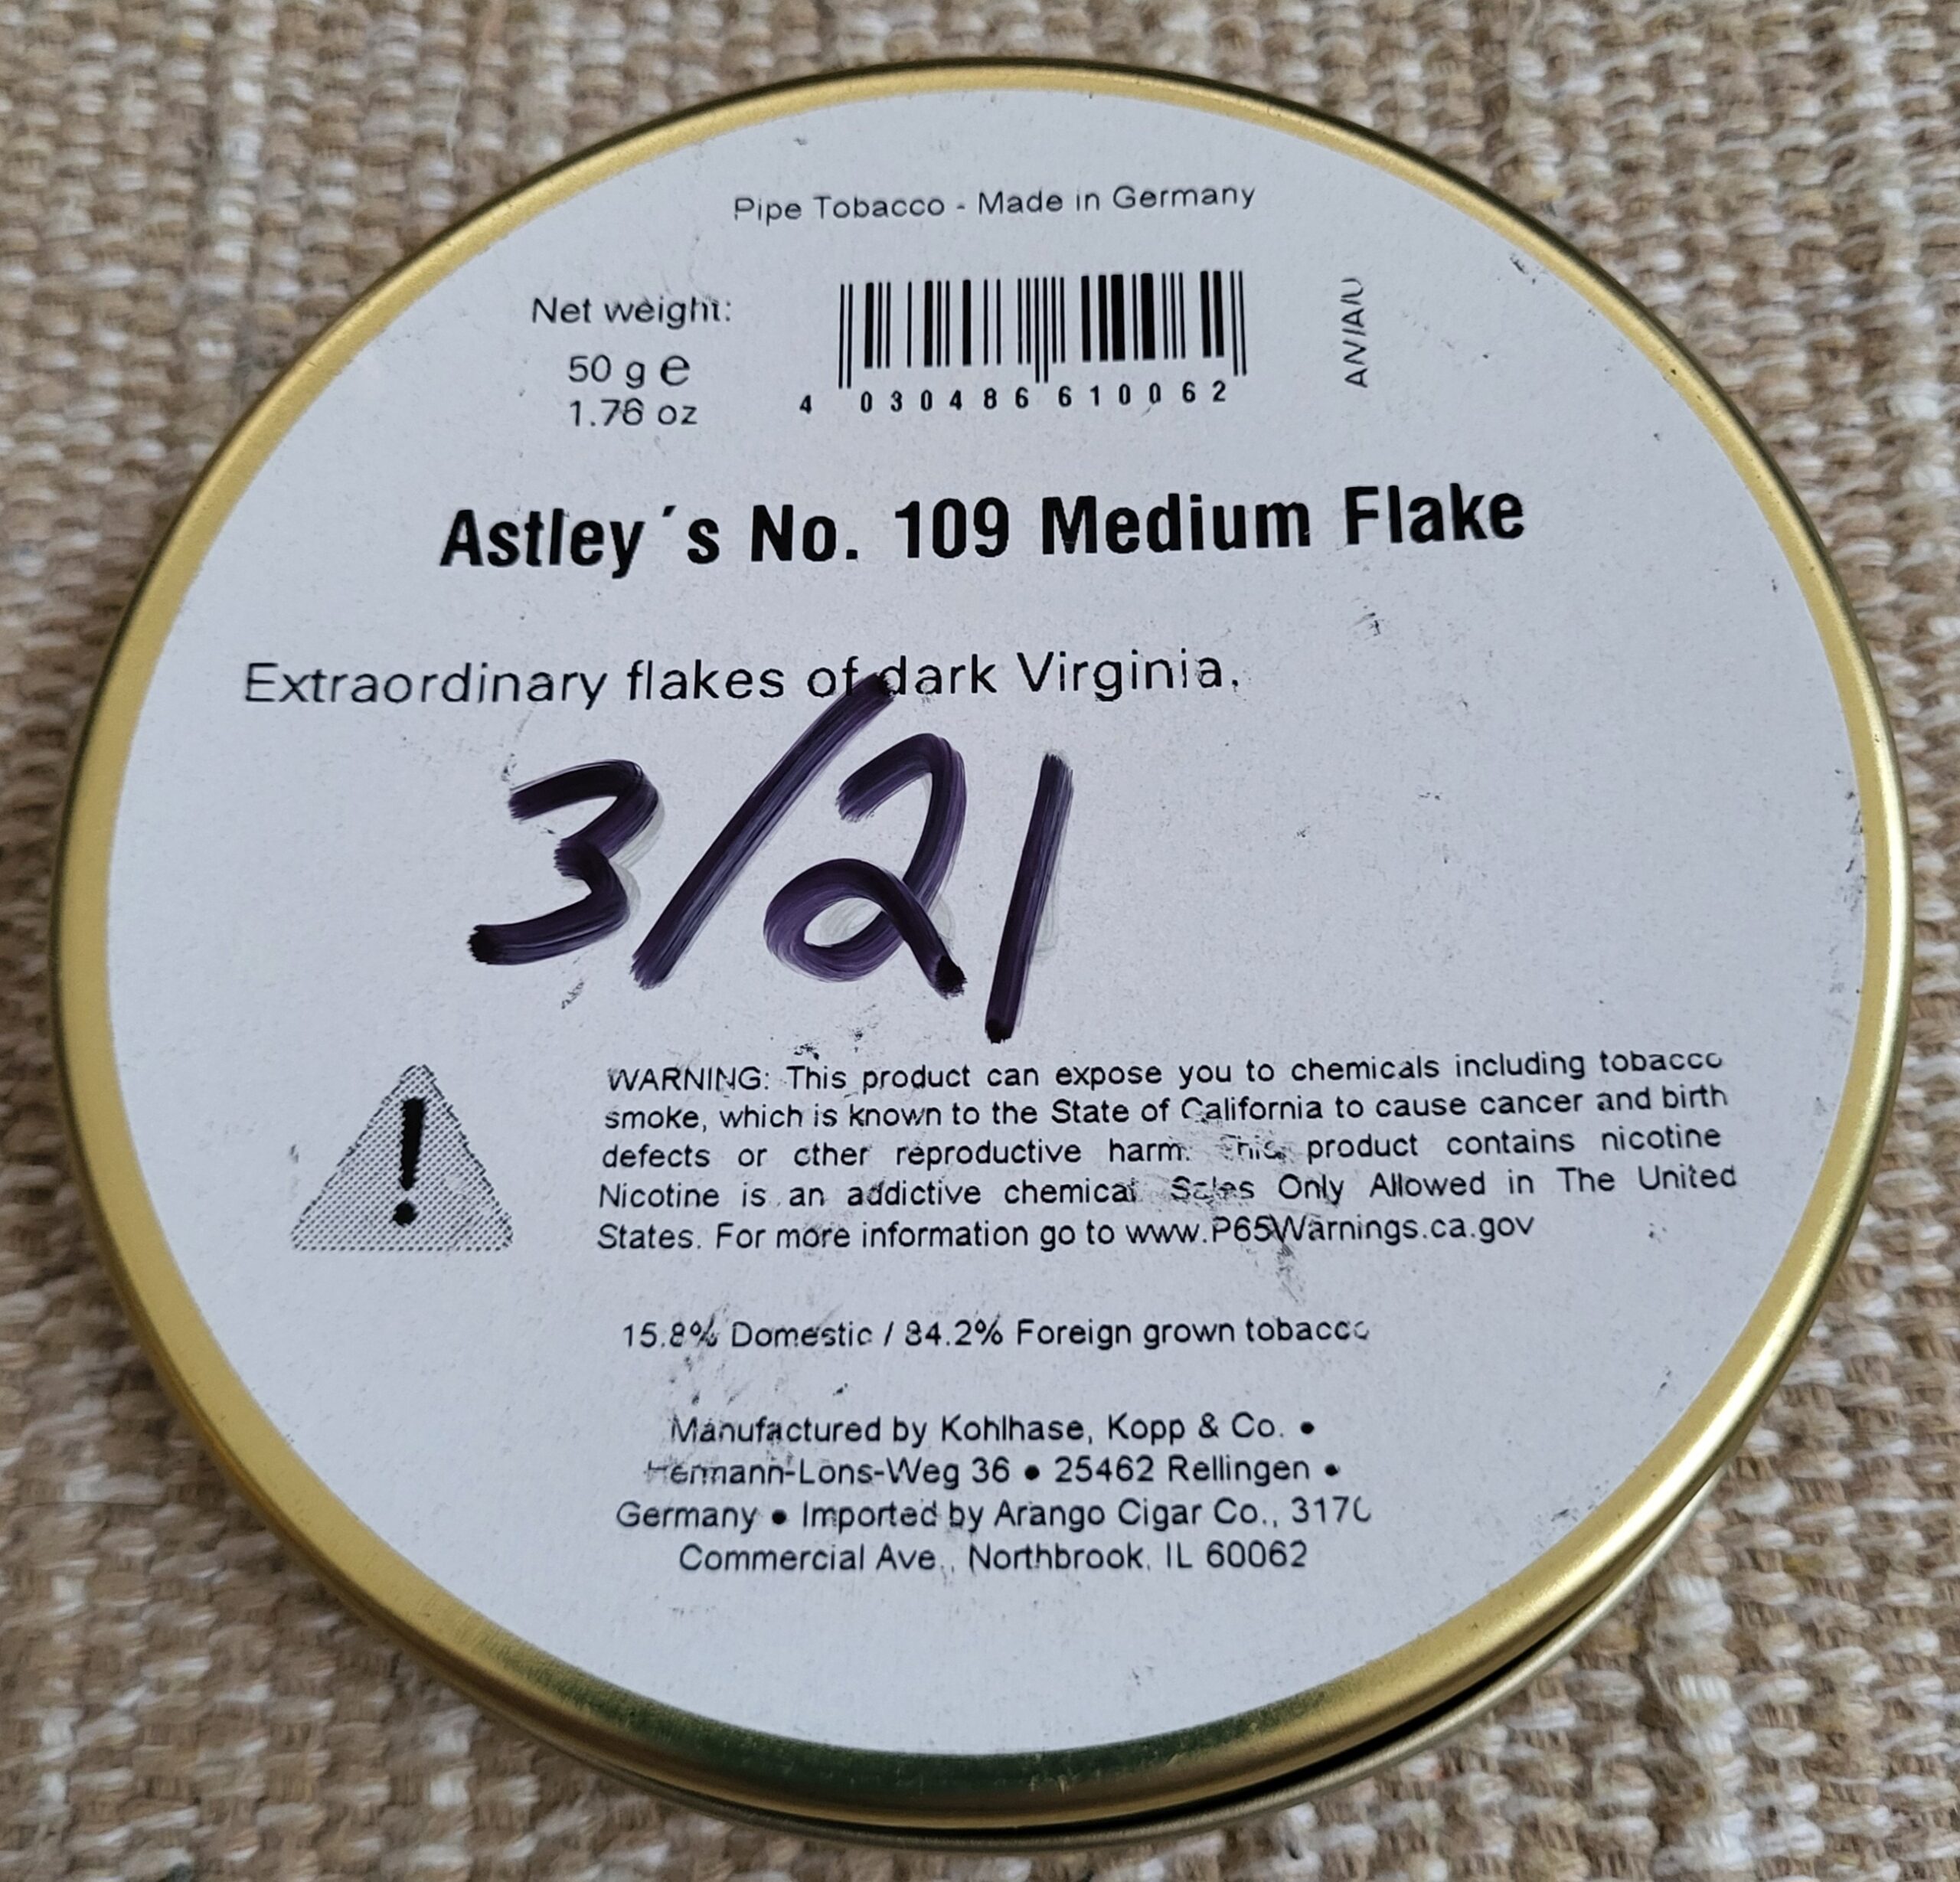 Pipe Tobacco - Made in Germany
Net weight:
50 g e
1.76 oz
4 030486 610062
AN/A/U
Astley´s No. 109 Medium Flake
Extraordinary flakes of dark Virginia.
3/21
WARNING: This product can expose you to chemicals including tobacco
smoke, which is known to the State of California to cause cancer and birth
defects or other reproductive harm. This product contains nicotine
Nicotine is an addictive chemical Sales Only Allowed in The United
States. For more information go to www.P65Warnings.ca.gov
15.8% Domestic / 84.2% Foreign grown tobacco
Manufactured by Kohlhase, Kopp & Co. •
Hermann-Lons-Weg 36 • 25462 Rellingen •
Germany • Imported by Arango Cigar Co., 3170
Commercial Ave., Northbrook, IL 60062